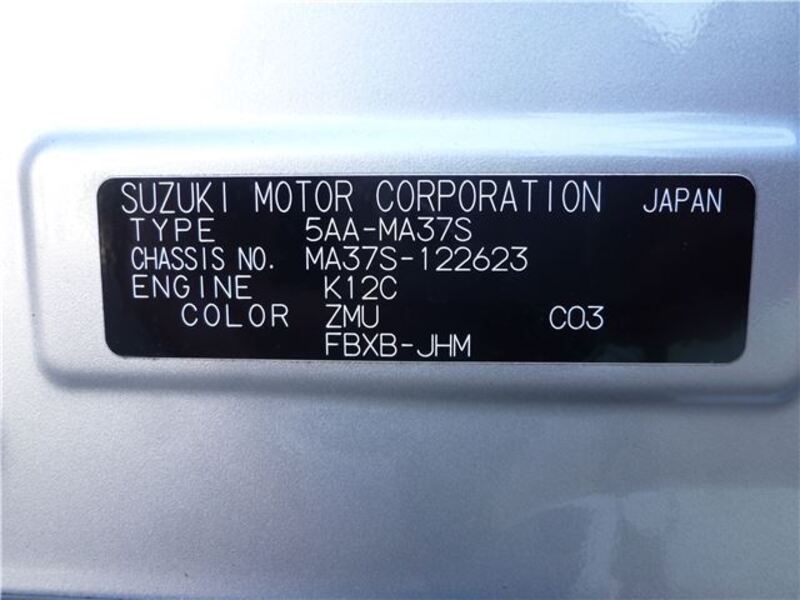 SUZUKI MOTOR CORPORATION JAPAN
TYPE 5AA-MA37S
CHASSIS NO. MA37S-122623
ENGINE K12C
COLOR ZMU C03
FBXB-JHM